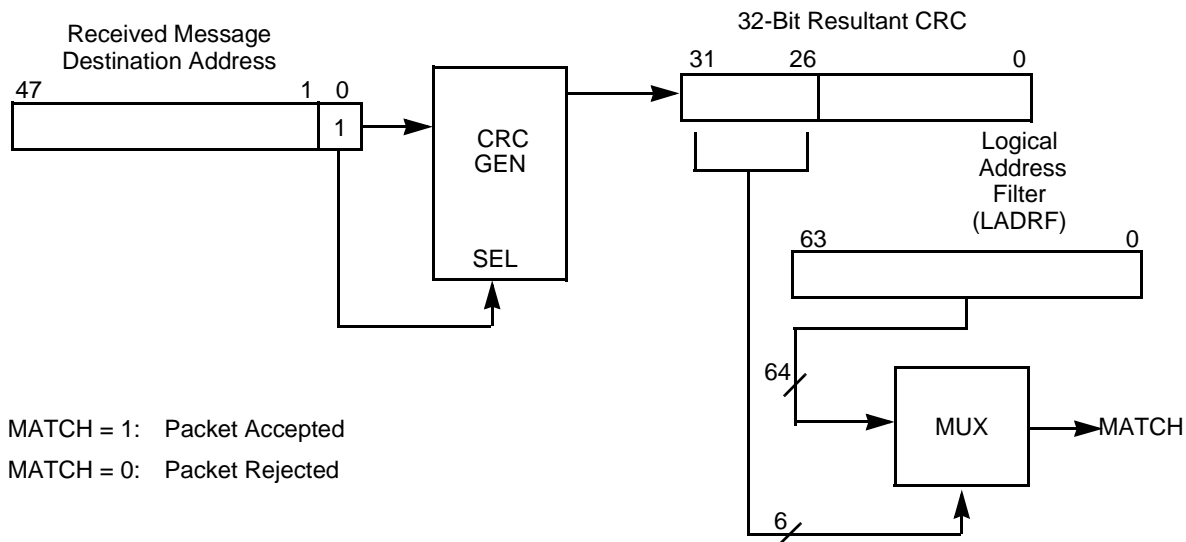 Received Message
Destination Address
47 1 0
1
CRC
GEN
SEL
32-Bit Resultant CRC
31 26 0
Logical
Address
Filter
(LADRF)
63 0
64
MUX
MATCH
6
MATCH = 1: Packet Accepted
MATCH = 0: Packet Rejected